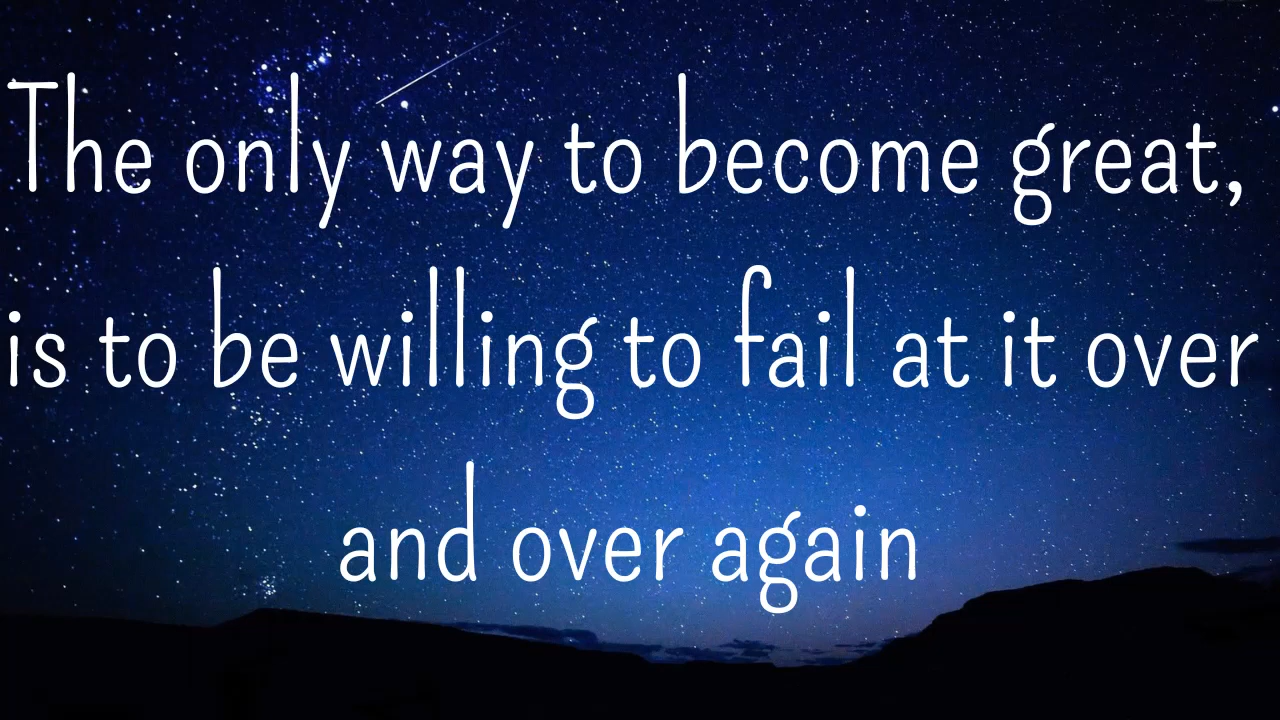 The only way to become great,
is to be willing to fail at it over
and over again